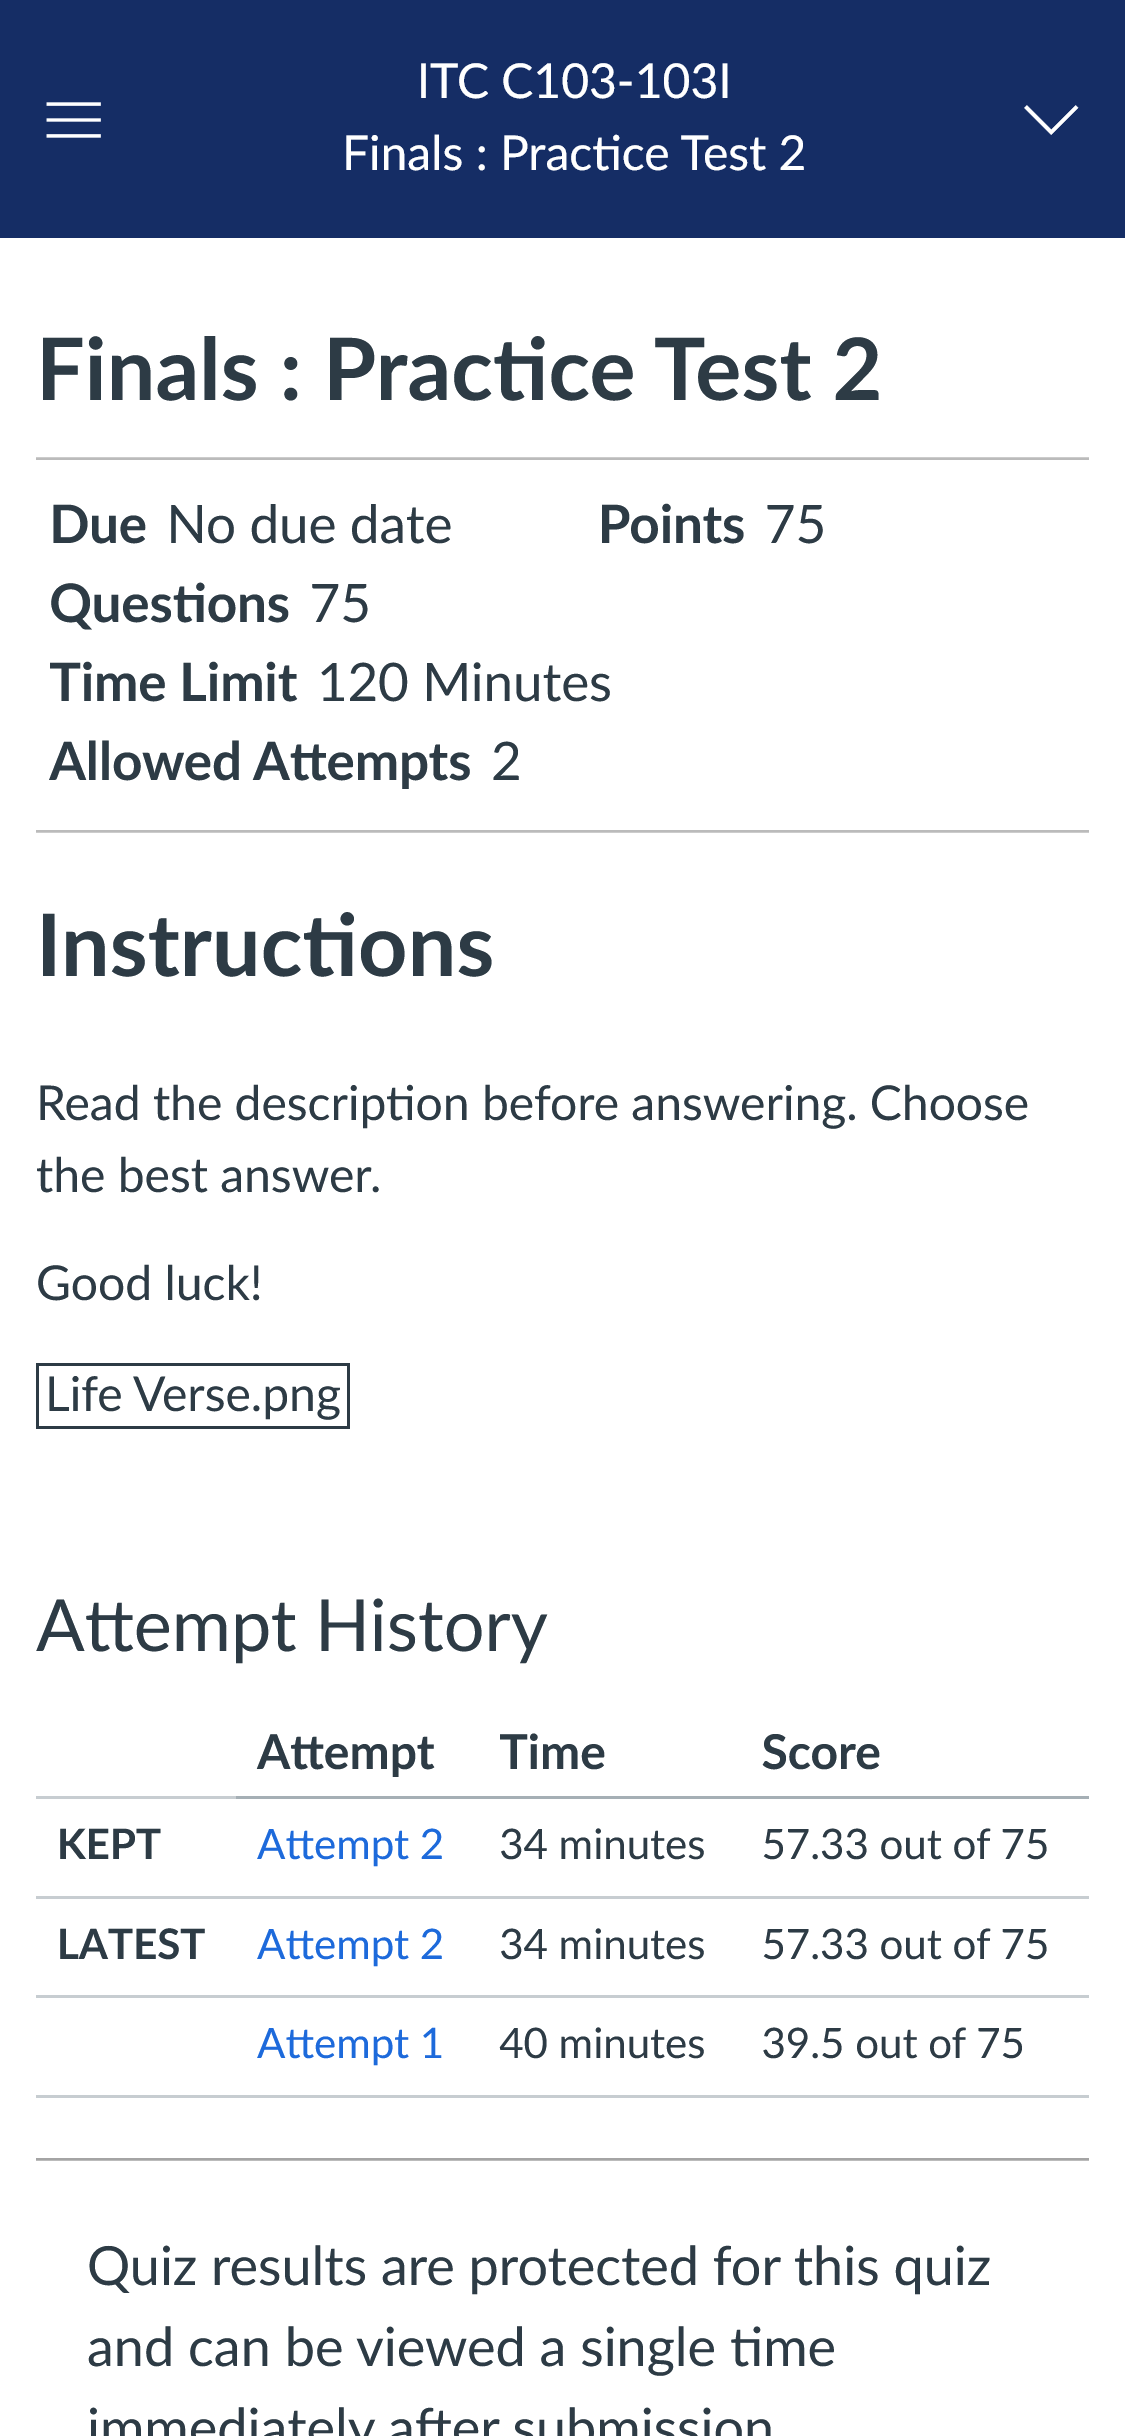 ITC C103-103I
Finals : Practice Test 2
Finals : Practice Test 2
Due No due date Points 75
Questions 75
Time Limit 120 Minutes
Allowed Attempts 2
Instructions
Read the description before answering. Choose
the best answer.
Good luck!
Life Verse.png
Attempt History
Attempt Time Score
KEPT Attempt 2 34 minutes 57.33 out of 75
LATEST Attempt 2 34 minutes 57.33 out of 75
Attempt 1 40 minutes 39.5 out of 75
Quiz results are protected for this quiz
and can be viewed a single time
immediately after submission